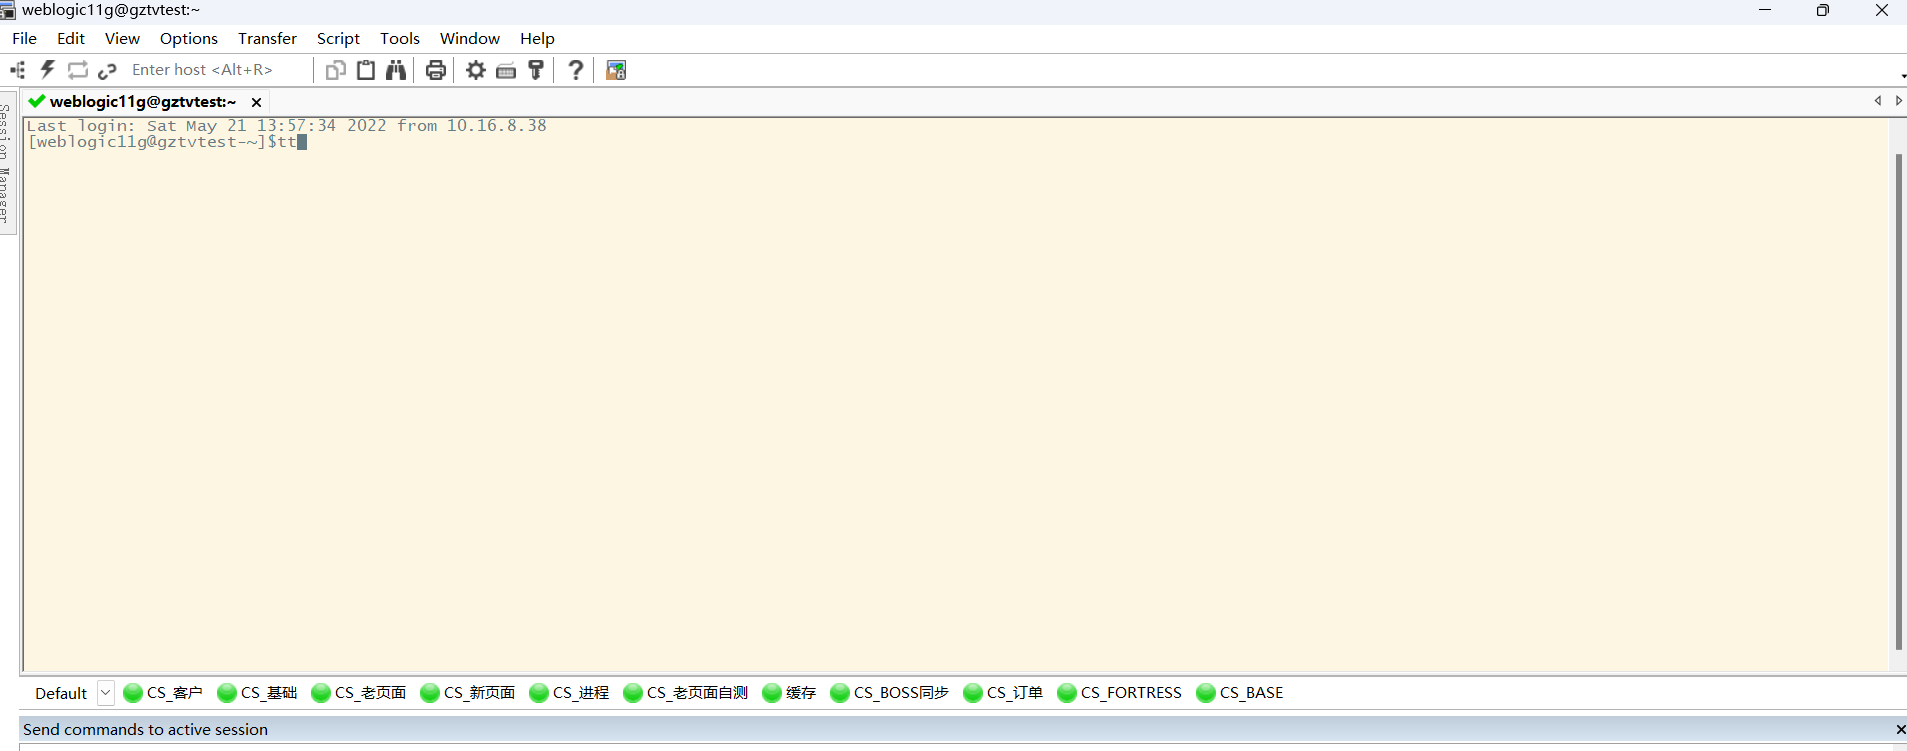 weblogic11g@gztvtest:~
File Edit View Options Transfer Script Tools Window Help
Enter host <Alt+R>
Session Manager
weblogic11g@gztvtest:~
Last login: Sat May 21 13:57:34 2022 from 10.16.8.38
[weblogic11g@gztvtest-~]$tt
Default CS_客户 CS_基础 CS_老页面 CS_新页面 CS_进程 CS_老页面自测 缓存 CS_BOSS同步 CS_订单 CS_FORTRESS CS_BASE
Send commands to active session